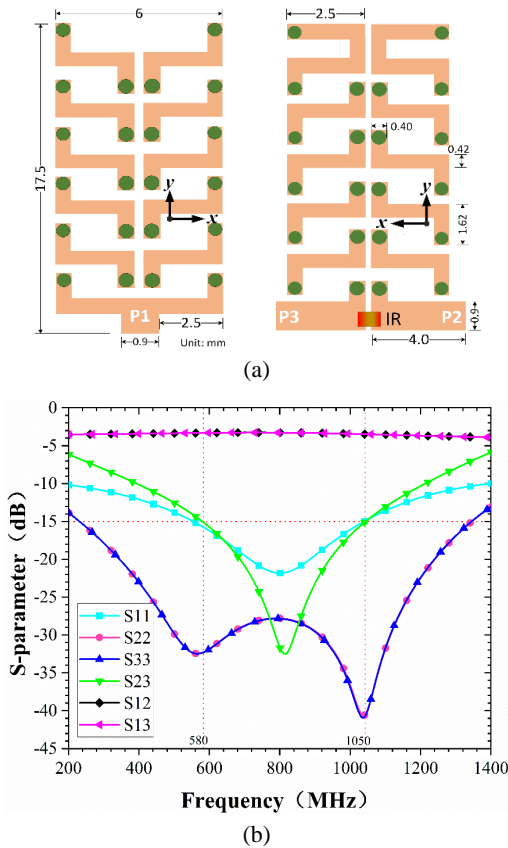 6
17.5
y
x
P1
2.5
0.9
Unit: mm
2.5
0.40
0.42
y
x
1.62
P3
IR
P2
0.9
4.0
(a)
0
-5
-10
-15
-20
-25
-30
-35
-40
-45
S-parameter（dB）
S11
S22
S33
S23
S12
S13
580
1050
200 400 600 800 1000 1200 1400
Frequency（MHz）
(b)